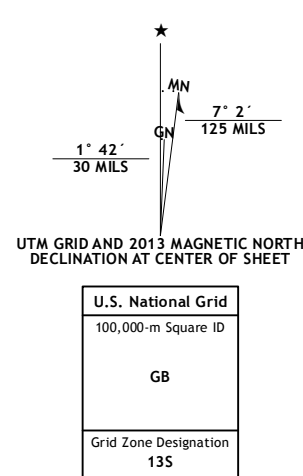 ★
MN
GN
7° 2´
125 MILS
1° 42´
30 MILS
UTM GRID AND 2013 MAGNETIC NORTH
DECLINATION AT CENTER OF SHEET
U.S. National Grid
100,000-m Square ID
GB
Grid Zone Designation
13S